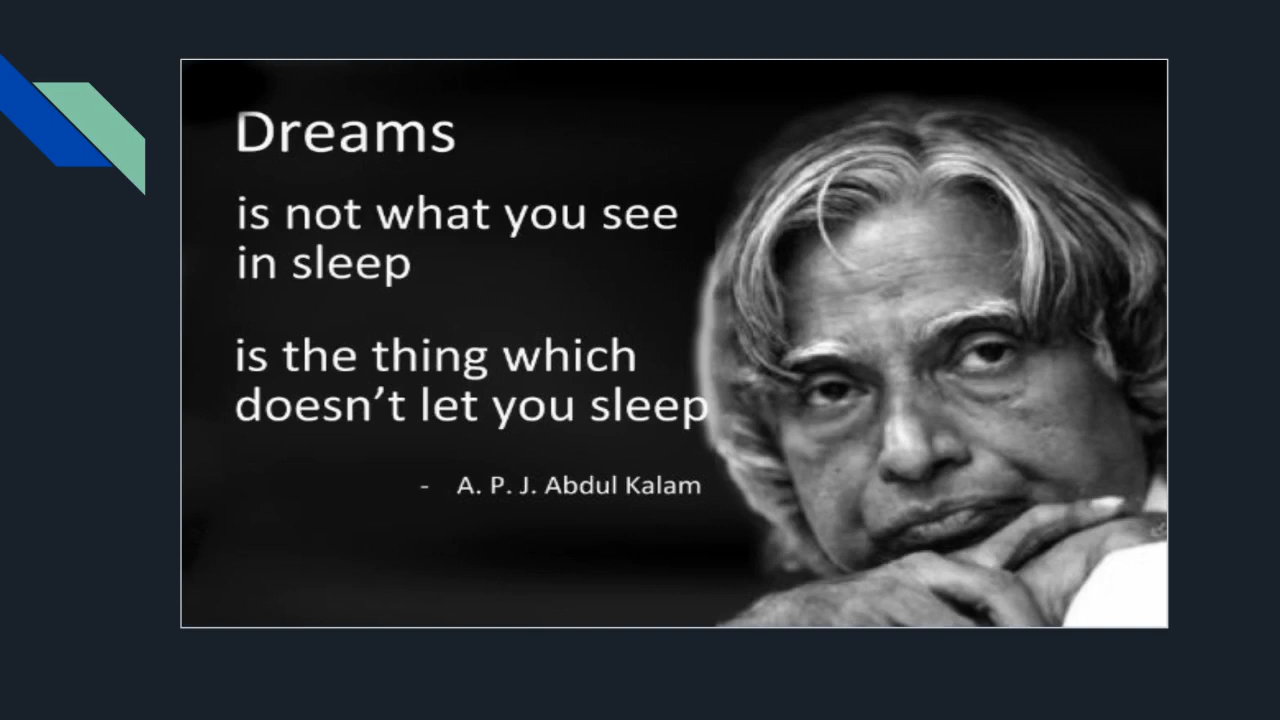 Dreams
is not what you see
in sleep
is the thing which
doesn’t let you sleep
- A. P. J. Abdul Kalam